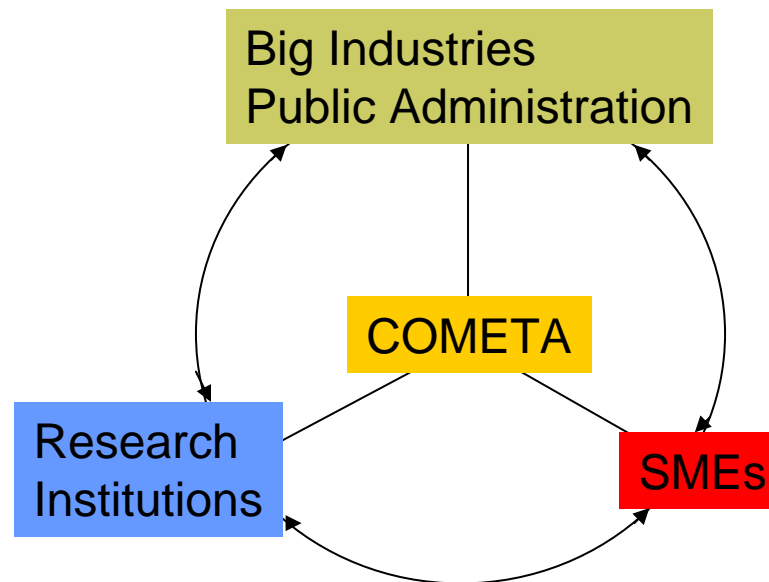 Big Industries
Public Administration
COMETA
Research
Institutions
SMEs